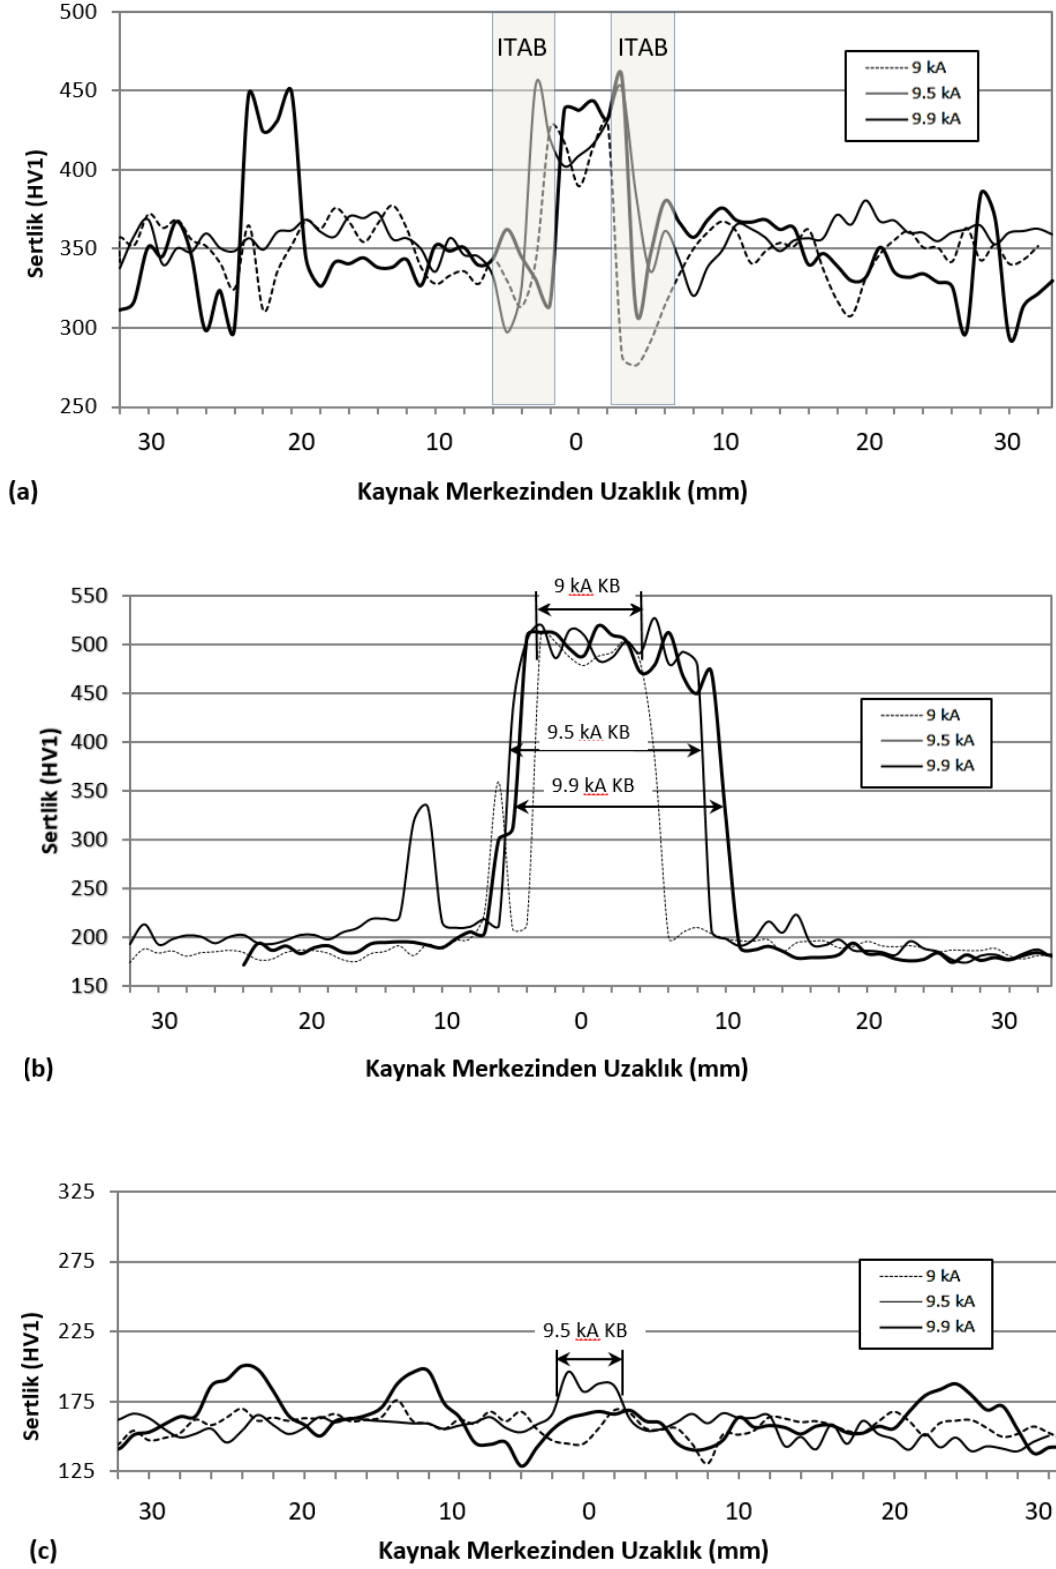 500
450
400
350
300
250
Sertlik (HV1)
ITAB
ITAB
9 kA
9.5 kA
9.9 kA
30 20 10 0 10 20 30
(a) Kaynak Merkezinden Uzaklık (mm)
550
500
450
400
350
300
250
200
150
Sertlik (HV1)
9 kA KB
9.5 kA KB
9.9 kA KB
9 kA
9.5 kA
9.9 kA
30 20 10 0 10 20 30
(b) Kaynak Merkezinden Uzaklık (mm)
325
275
225
175
125
Sertlik (HV1)
9.5 kA KB
9 kA
9.5 kA
9.9 kA
30 20 10 0 10 20 30
(c) Kaynak Merkezinden Uzaklık (mm)